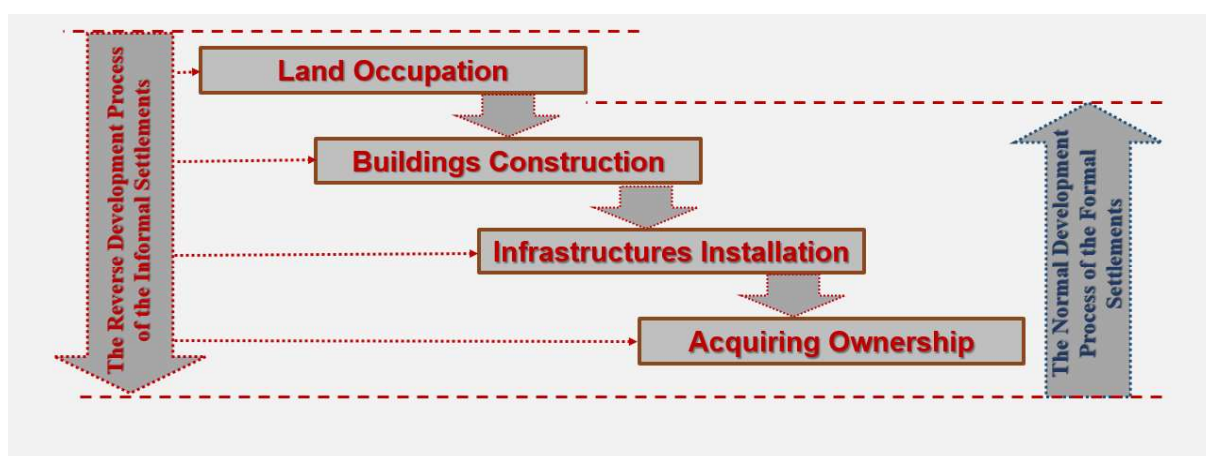 The Reverse Development Process
of the Informal Settlements
Land Occupation
Buildings Construction
Infrastructures Installation
Acquiring Ownership
The Normal Development
Process of the Formal
Settlements